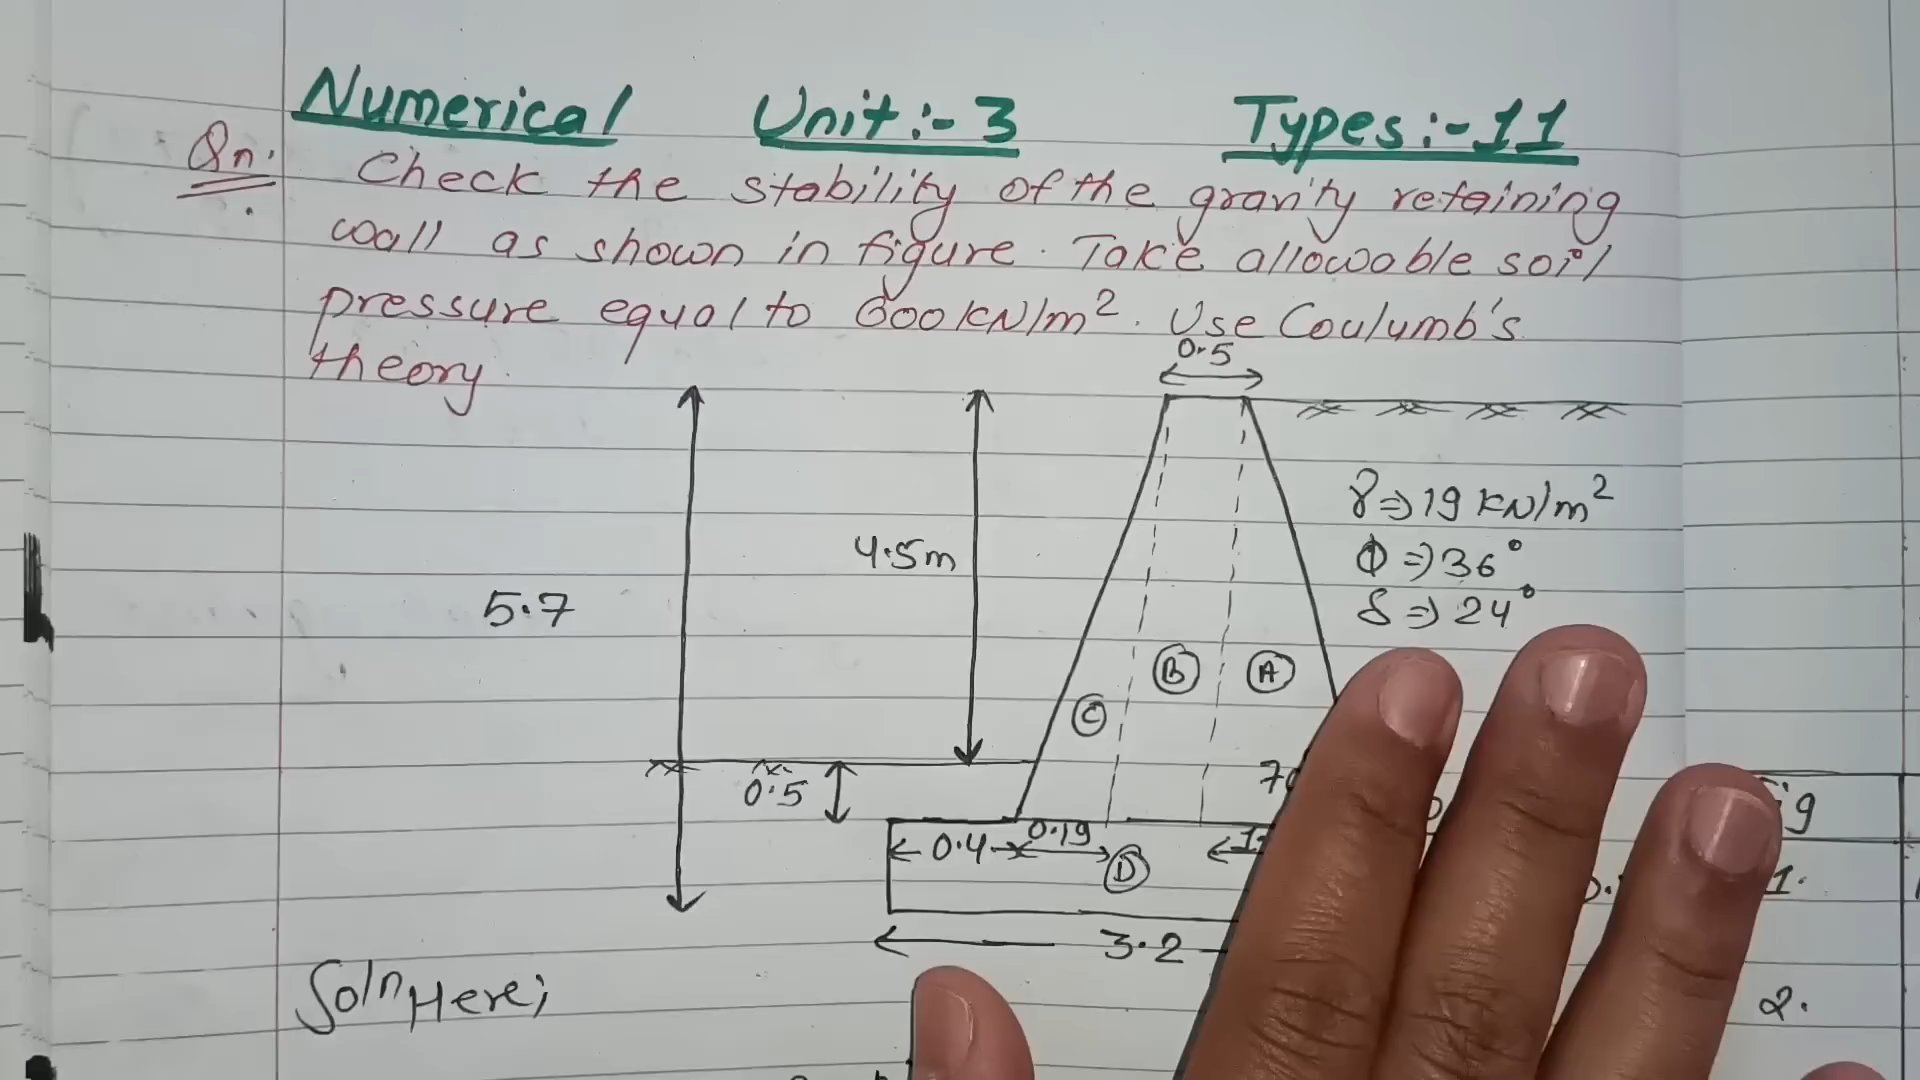 Numerical Unit:- 3 Types:-11
Qn. Check the stability of the gravity retaining
wall as shown in figure. Take allowable soil
pressure equal to 600 kN/m². Use Coulumb's
theory.
0.5
γ⇒19 KN/m²
4.5m
Φ⇒36°
5.7
δ⇒24°
B
A
C
0.5
0.4
0.19
D
3.2
1.
2.
Solⁿ Here;